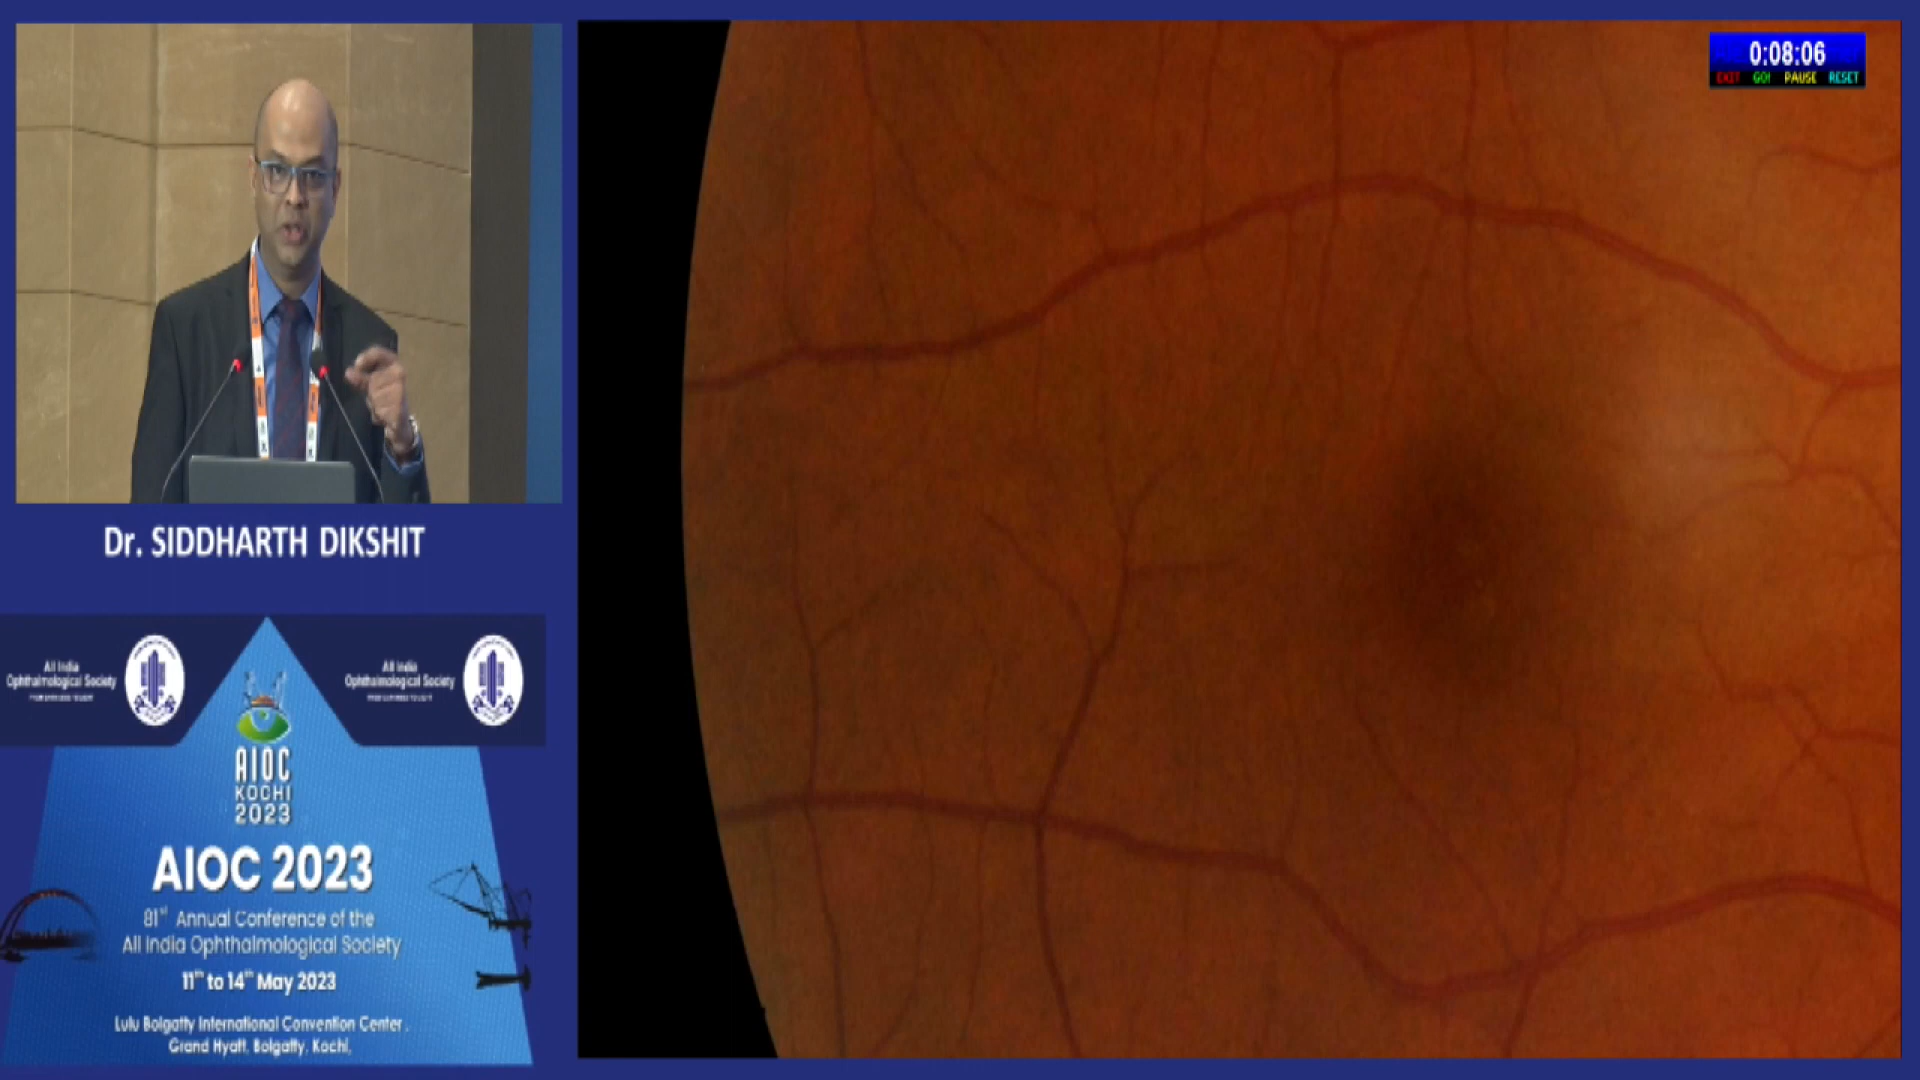 0:08:06
EXIT GO! PAUSE RESET
Dr. SIDDHARTH DIKSHIT
All India
Ophthalmological Society
All India
Ophthalmological Society
AIOC
KOCHI
2023
AIOC 2023
81st Annual Conference of the
All India Ophthalmological Society
11th to 14th May 2023
Lulu Bolgatty International Convention Center,
Grand Hyatt, Bolgatty, Kochi,